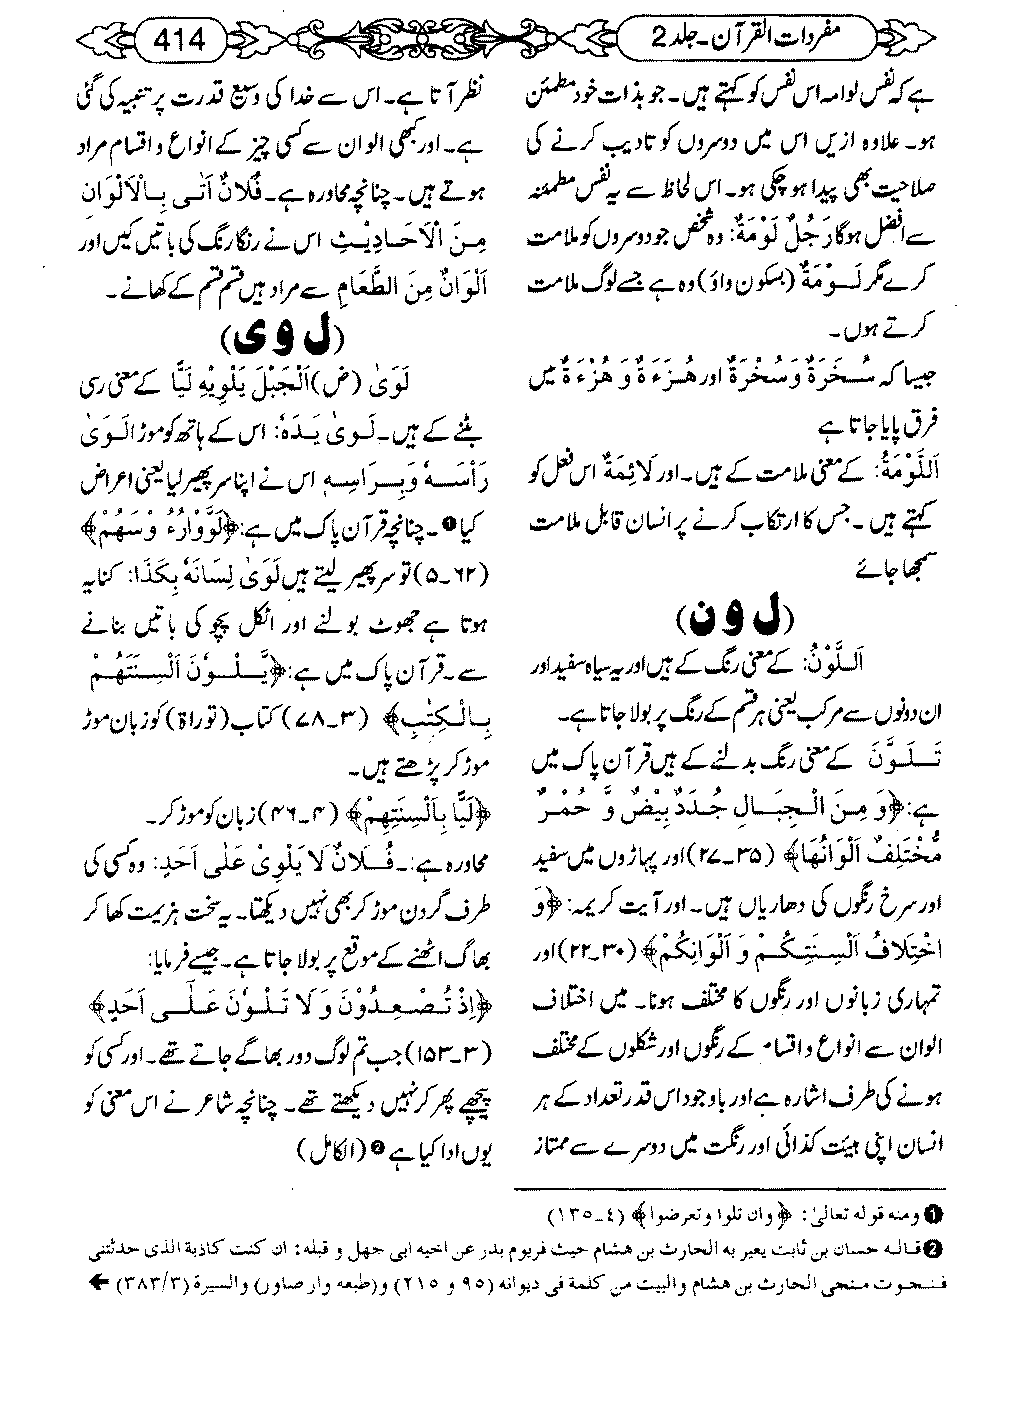 مفردات القرآن۔جلد 2
414
ہے کہ نفس لوامہ اس نفس کو کہتے ہیں۔ جو بذات خود مطمئن
ہو۔ علاوہ ازیں اس میں دوسروں کو تادیب کرنے کی
صلاحیت بھی پیدا ہو چکی ہو۔ اس لحاظ سے یہ نفس مطمئنہ
سے افضل ہوگا رَجُلٌ لَوْمَةٌ: وہ شخص جو دوسروں کو ملامت
کرے مگر لَوْمَةٌ (بسکون واؤ) وہ ہے جسے لوگ ملامت
کرتے ہوں۔
جیسا کہ سُخَرَةٌ وَسُخْرَةٌ اور هُزَءَةٌ وَ هُزْءَةٌ میں
فرق پایا جاتا ہے
اَللَّوْمَةُ: کے معنی ملامت کے ہیں۔ اور لَائِمَةٌ اس فعل کو
کہتے ہیں۔ جس کا ارتکاب کرنے پر انسان قابل ملامت
سمجھا جائے
(ل و ن)
اَللَّوْنُ: کے معنی رنگ کے ہیں اور یہ سیاہ سفید اور
ان دونوں سے مرکب یعنی ہر قسم کے رنگ پر بولا جاتا ہے۔
تَلَوَّنَ کے معنی رنگ بدلنے کے ہیں قرآن پاک میں
ہے: ﴿وَ مِنَ الْجِبَالِ جُدَدٌ بِيْضٌ وَّ حُمْرٌ
مُّخْتَلِفٌ اَلْوَانُهَا﴾ (۳۵۔۲۷) اور پہاڑوں میں سفید
اور سرخ رنگوں کی دھاریاں ہیں۔ اور آیت کریمہ: ﴿وَ
اخْتِلَافُ اَلْسِنَتِكُمْ وَ اَلْوَانِكُمْ﴾ (۳۰۔۲۲) اور
تمہاری زبانوں اور رنگوں کا مختلف ہونا۔ میں اختلاف
الوان سے انواع و اقسام کے رنگوں اور شکلوں کے مختلف
ہونے کی طرف اشارہ ہے اور باوجود اس قدر تعداد کے ہر
انسان اپنی ہیئت کذائی اور رنگت میں دوسرے سے ممتاز
نظر آتا ہے۔ اس سے خدا کی وسیع قدرت پر تنبیہ کی گئی
ہے۔ اور کبھی الوان سے کسی چیز کے انواع و اقسام مراد
ہوتے ہیں۔ چنانچہ محاورہ ہے۔ فُلَانٌ اَتٰى بِالْاَلْوَانِ
مِنَ الْاَحَادِيْثِ اس نے رنگا رنگ کی باتیں کیں اور
اَلْوَانٌ مِنَ الطَّعَامِ سے مراد ہیں قسم قسم کے کھانے۔
(ل و ی)
لَوَىٰ (ض) اَلْحَبْلَ يَلْوِيْهِ لَيًّا کے معنی رسی
بٹنے کے ہیں۔ لَوىٰ يَدَهٗ: اس کے ہاتھ کو موڑا لَوَىٰ
رَأْسَهٗ وَبِرَاسِهٖ اس نے اپنا سر پھیر لیا یعنی اعراض
کیا ❶۔ چنانچہ قرآن پاک میں ہے: ﴿لَوَّوْا رُءُوْسَهُمْ﴾
(۶۲۔۵) تو سر پھیر لیتے ہیں لَوَىٰ لِسَانَهٗ بِكَذَا: کنایہ
ہوتا ہے جھوٹ بولنے اور اٹکل پچو کی باتیں بنانے
سے۔ قرآن پاک میں ہے: ﴿يَّلْوٗنَ اَلْسِنَتَهُمْ
بِالْكِتٰبِ﴾ (۳۔۷۸) کتاب (توراۃ) کو زبان موڑ
موڑ کر پڑھتے ہیں۔
﴿لَيًّا بِاَلْسِنَتِهِمْ﴾ (۴۔۴۶) زبان کو موڑ کر۔
محاورہ ہے:۔ فُلَانٌ لَا يَلْوِىْ عَلٰى اَحَدٍ: وہ کسی کی
طرف گردن موڑ کر بھی نہیں دیکھتا۔ یہ سخت ہزیمت کھا کر
بھاگ اٹھنے کے موقع پر بولا جاتا ہے۔ جیسے فرمایا:
﴿اِذْ تُصْعِدُوْنَ وَلَا تَلْوٗنَ عَلٰٓى اَحَدٍ﴾
(۳۔۱۵۳) جب تم لوگ دور بھاگے جاتے تھے۔ اور کسی کو
پیچھے پھر کر نہیں دیکھتے تھے۔ چنانچہ شاعر نے اس معنی کو
یوں ادا کیا ہے ❷ (الکامل)
❶ ومنه قوله تعالیٰ: ﴿وان تلوا وتعرضوا﴾ (٤۔۱۳۵)
❷ قاله حسان بن ثابت يعير به الحارث بن هشام حيث فريوم بدر عن اخيه ابى جهل و قبله: ان كنت كاذبة الذى حدثتنى
فنجوت منجى الحارث بن هشام والبيت من كلمة فى ديوانه (۹۵ و ۲۱۵) و(طبعه وار صاور) والسيرة (۳۸۳/۳) ←